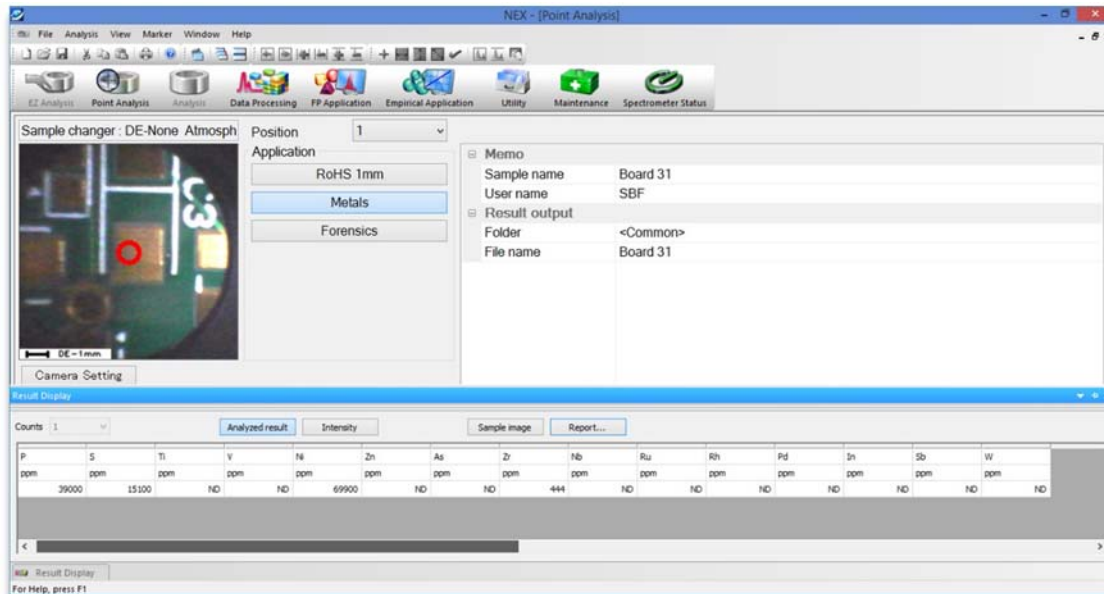 NEX - [Point Analysis]
File Analysis View Marker Window Help
EZ Analysis Point Analysis Analysis Data Processing FP Application Empirical Application Utility Maintenance Spectrometer Status
Sample changer : DE-None Atmosph
Position 1
Application
RoHS 1mm
Metals
Forensics
C3
DE-1mm
Camera Setting
Memo
Sample name Board 31
User name SBF
Result output
Folder <Common>
File name Board 31
Result Display
Counts 1 Analyzed result Intensity Sample image Report...
P S Ti V Ni Zn As Zr Nb Ru Rh Pd In Sb W
ppm ppm ppm ppm ppm ppm ppm ppm ppm ppm ppm ppm ppm ppm ppm
39000 15100 ND ND 69900 ND ND 444 ND ND ND ND ND ND ND
Result Display
For Help, press F1